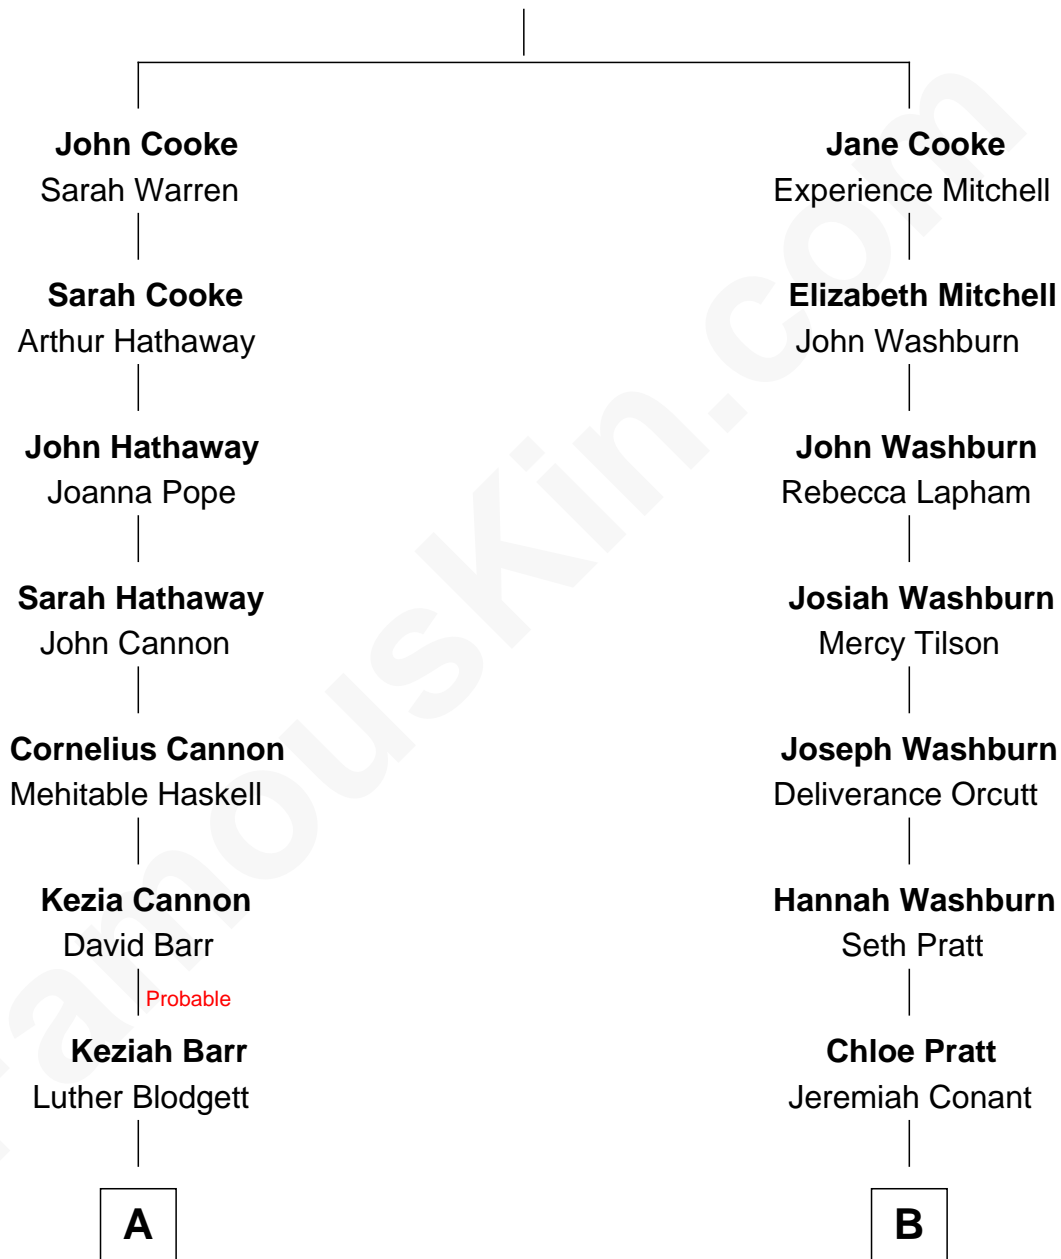 John Cooke
Sarah Warren
Sarah Cooke
Arthur Hathaway
John Hathaway
Joanna Pope
Sarah Hathaway
John Cannon
Cornelius Cannon
Mehitable Haskell
Kezia Cannon
David Barr
Probable
Keziah Barr
Luther Blodgett
A
Jane Cooke
Experience Mitchell
Elizabeth Mitchell
John Washburn
John Washburn
Rebecca Lapham
Josiah Washburn
Mercy Tilson
Joseph Washburn
Deliverance Orcutt
Hannah Washburn
Seth Pratt
Chloe Pratt
Jeremiah Conant
B
FamousKin.com